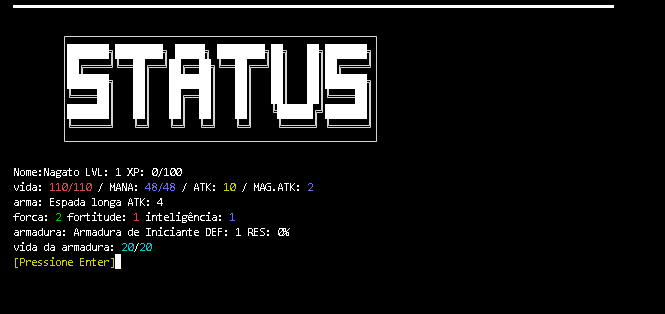 STATUS
Nome:Nagato LVL: 1 XP: 0/100
vida: 110/110 / MANA: 48/48 / ATK: 10 / MAG.ATK: 2
arma: Espada longa ATK: 4
forca: 2 fortitude: 1 inteligência: 1
armadura: Armadura de Iniciante DEF: 1 RES: 0%
vida da armadura: 20/20
[Pressione Enter]